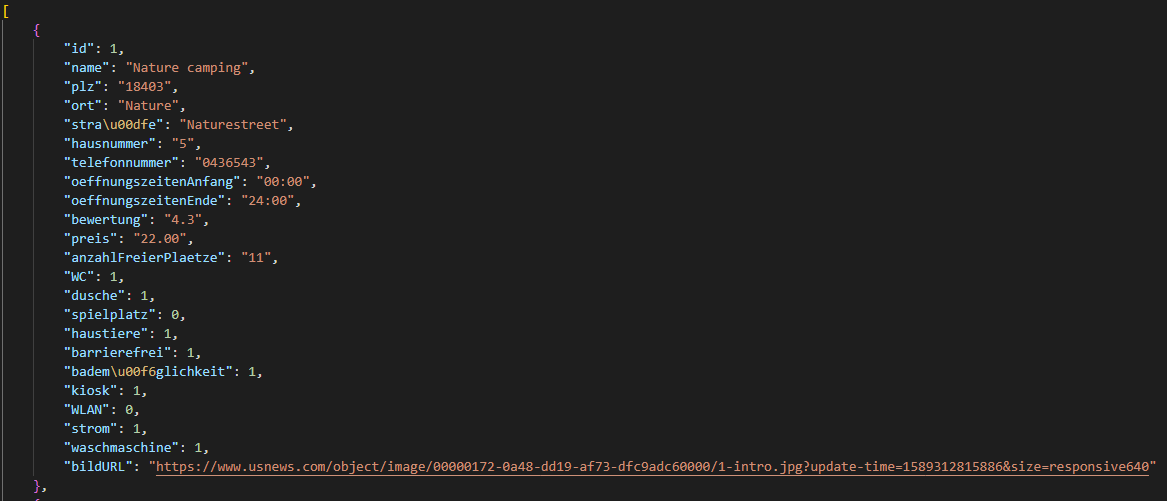 [
{
"id": 1,
"name": "Nature camping",
"plz": "18403",
"ort": "Nature",
"stra\u00dfe": "Naturestreet",
"hausnummer": "5",
"telefonnummer": "0436543",
"oeffnungszeitenAnfang": "00:00",
"oeffnungszeitenEnde": "24:00",
"bewertung": "4.3",
"preis": "22.00",
"anzahlFreierPlaetze": "11",
"WC": 1,
"dusche": 1,
"spielplatz": 0,
"haustiere": 1,
"barrierefrei": 1,
"badem\u00f6glichkeit": 1,
"kiosk": 1,
"WLAN": 0,
"strom": 1,
"waschmaschine": 1,
"bildURL": "https://www.usnews.com/object/image/00000172-0a48-dd19-af73-dfc9adc60000/1-intro.jpg?update-time=1589312815886&size=responsive640"
},